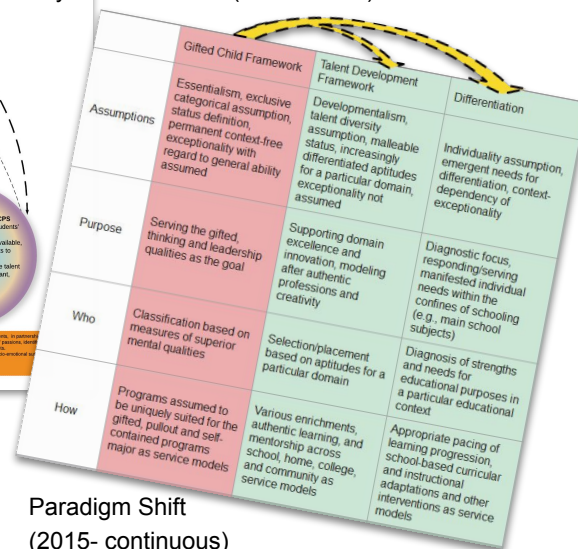 CPS
students'
available,
s to
e talent
ant,
Gifted Child Framework
Talent Development
Framework
Differentiation
Assumptions
Essentialism, exclusive
categorical assumption,
status definition,
permanent context-free
exceptionality with
regard to general ability
assumed
Developmentalism,
talent diversity
assumption, malleable
status, increasingly
differentiated aptitudes
for a particular domain,
exceptionality not
assumed
Individuality assumption,
emergent needs for
differentiation, context-
dependency of
exceptionality
Purpose
Serving the gifted,
thinking and leadership
qualities as the goal
Supporting domain
excellence and
innovation, modeling
after authentic
professions and
creativity
Diagnostic focus,
responding/serving
manifested individual
needs within the
confines of schooling
(e.g., main school
subjects)
Who
Classification based on
measures of superior
mental qualities
Selection/placement
based on aptitudes for a
particular domain
Diagnosis of strengths
and needs for
educational purposes in
a particular educational
context
How
Programs assumed to
be uniquely suited for the
gifted, pullout and self-
contained programs
major as service models
Various enrichments,
authentic learning, and
mentorship across
school, home, college,
and community as
service models
Appropriate pacing of
learning progression,
school-based curricular
and instructional
adaptations and other
interventions as service
models
Paradigm Shift
(2015- continuous)